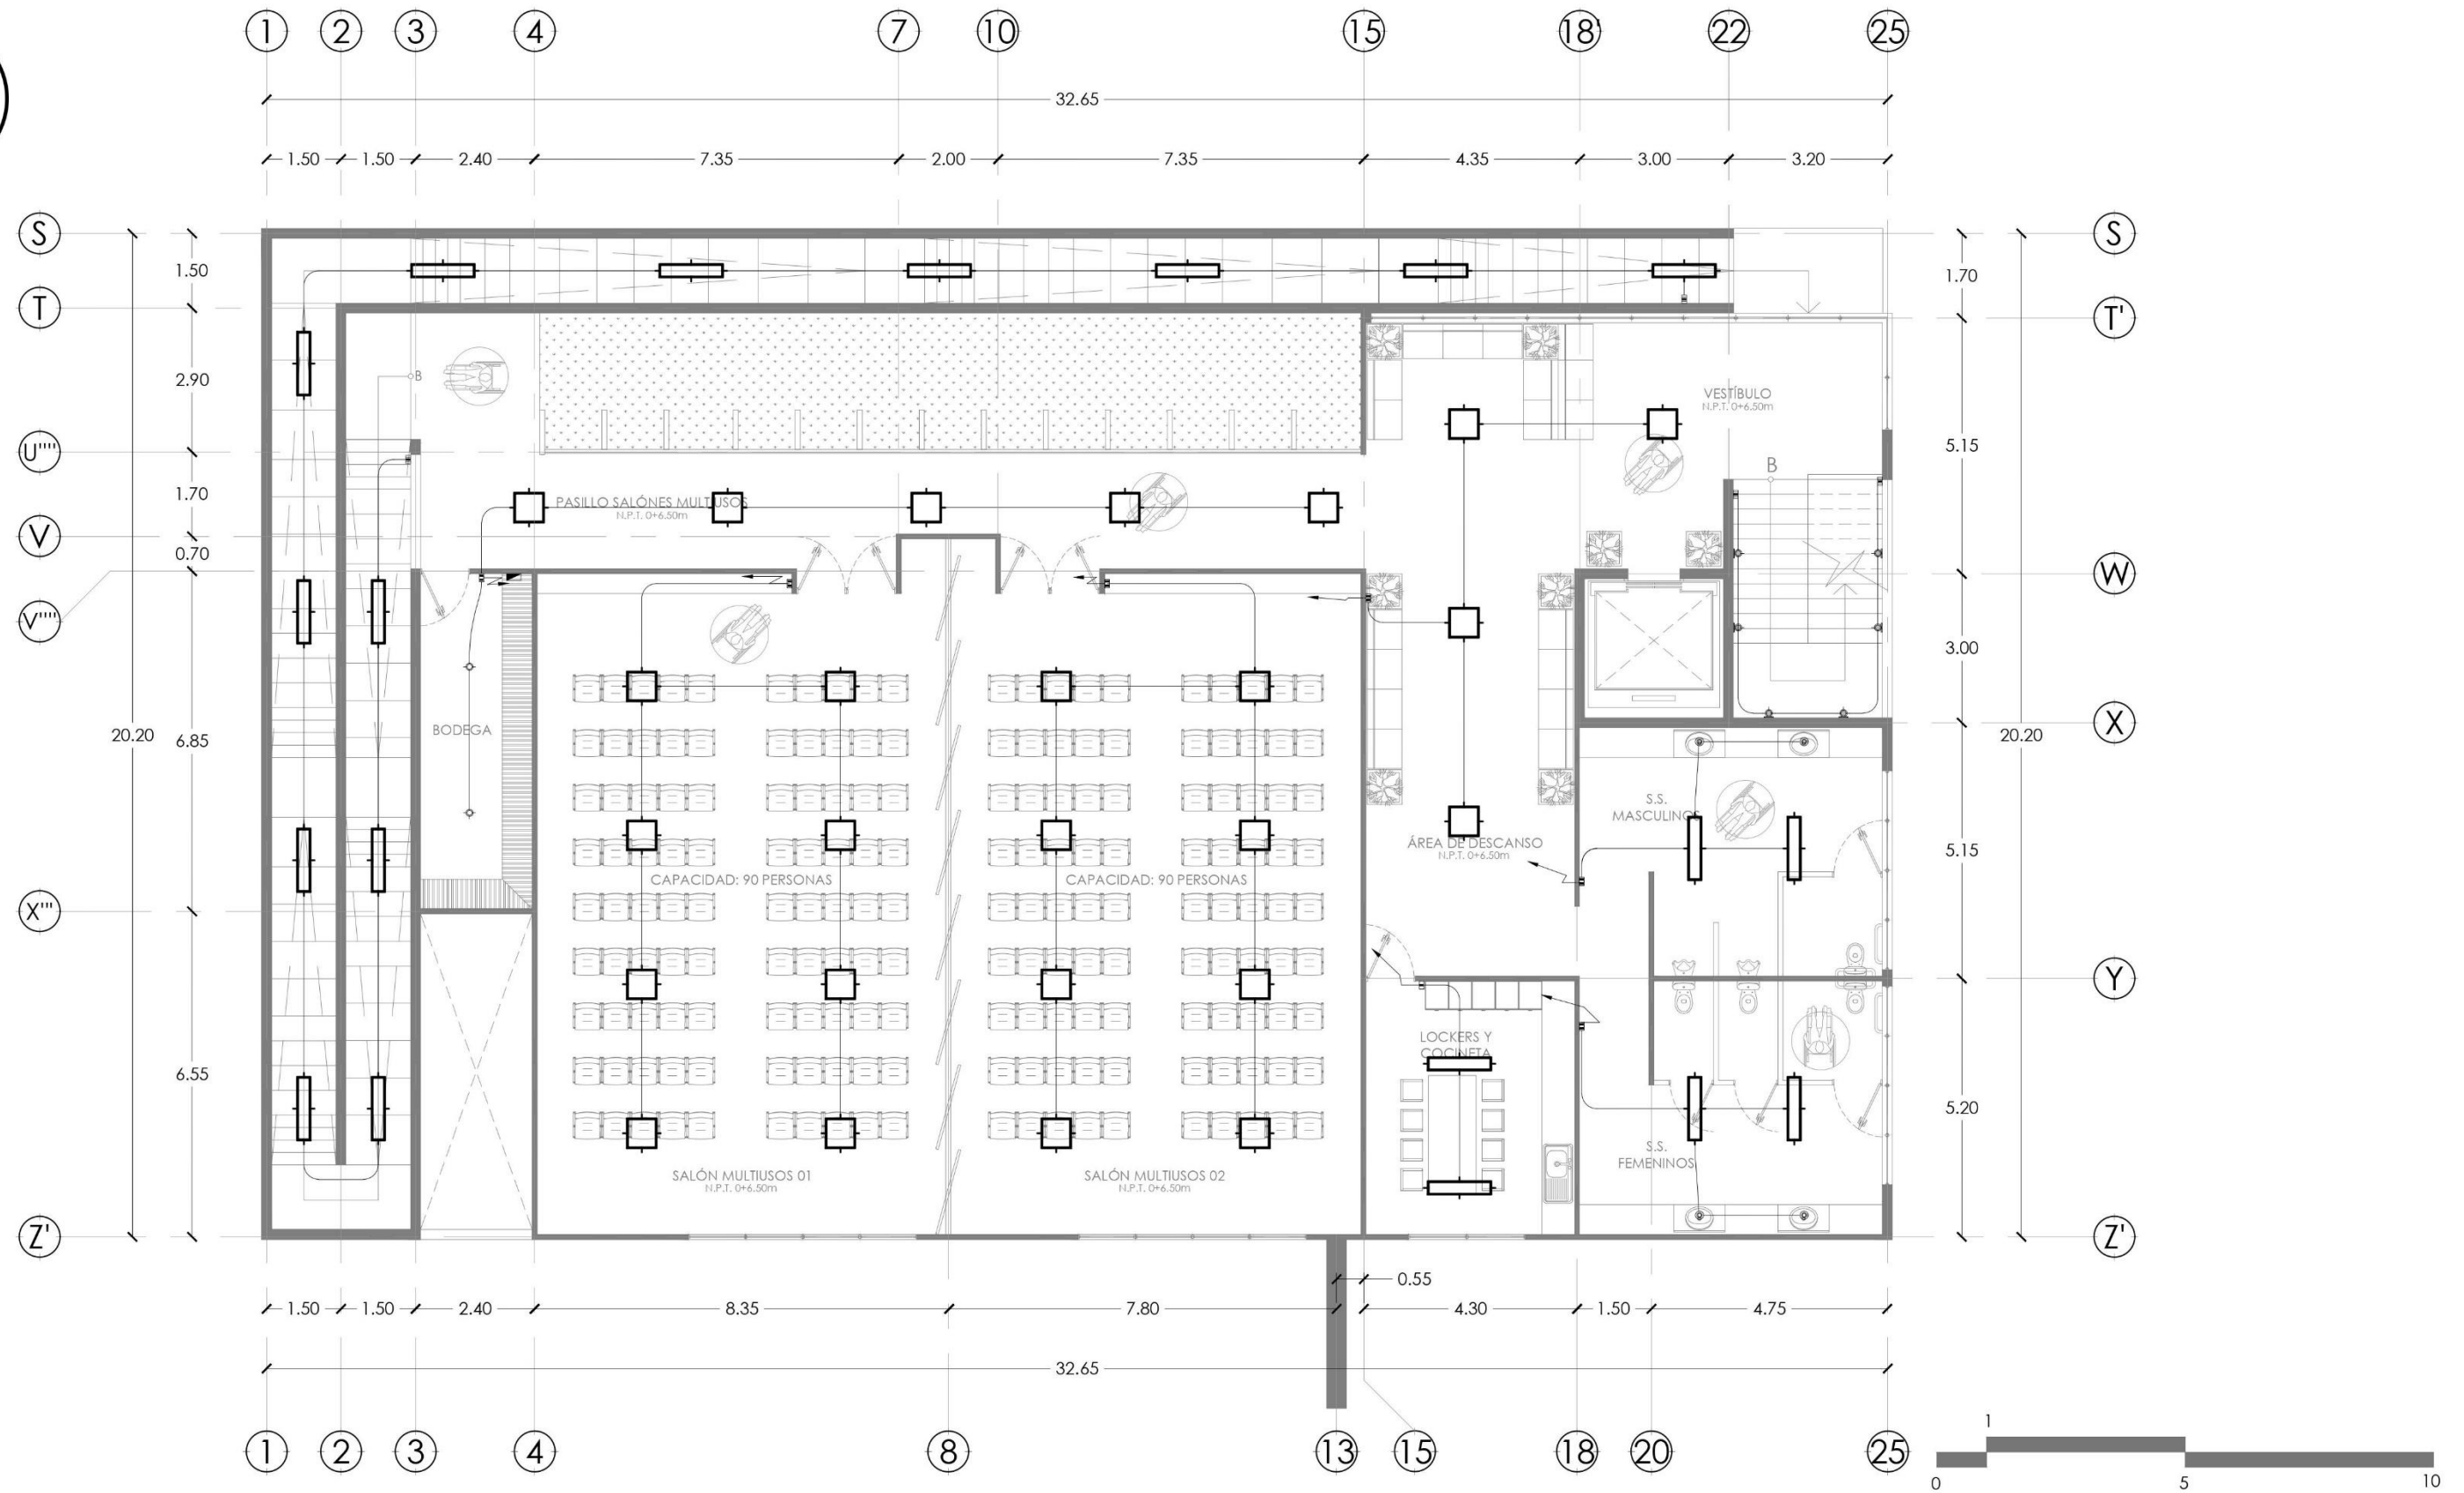 1 2 3 4 7 10 15 18' 22 25
32.65
1.50 1.50 2.40 7.35 2.00 7.35 4.35 3.00 3.20
S
S
1.50
1.70
T
T'
2.90
B
VESTÍBULO
N.P.T. 0+6.50m
U''''
5.15
B
1.70
PASILLO SALÓNES MULTIUSOS
N.P.T. 0+6.50m
V
0.70
W
V''''
3.00
20.20
6.85
BODEGA
X
20.20
S.S.
MASCULINOS
ÁREA DE DESCANSO
N.P.T. 0+6.50m
5.15
CAPACIDAD: 90 PERSONAS
CAPACIDAD: 90 PERSONAS
X'''
Y
LOCKERS Y
COCINETA
6.55
5.20
S.S.
FEMENINOS
SALÓN MULTIUSOS 01
N.P.T. 0+6.50m
SALÓN MULTIUSOS 02
N.P.T. 0+6.50m
Z'
Z'
0.55
1.50 1.50 2.40 8.35 7.80 4.30 1.50 4.75
32.65
1 2 3 4 8 13 15 18 20 25
1
0 5 10